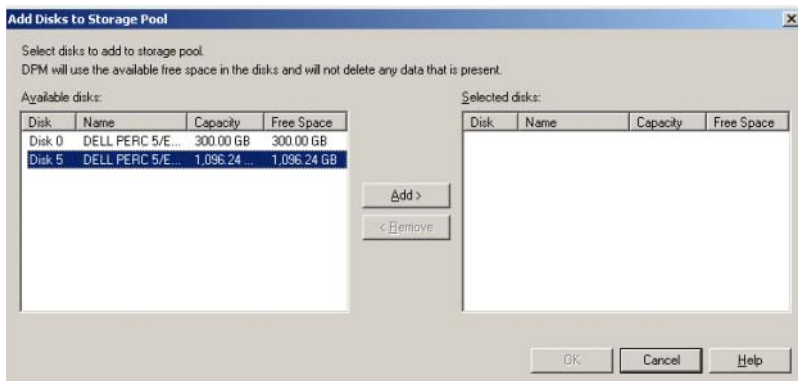 Add Disks to Storage Pool
Select disks to add to storage pool.
DPM will use the available free space in the disks and will not delete any data that is present.
Available disks:
Selected disks:
Disk Name Capacity Free Space
Disk Name Capacity Free Space
Disk 0 DELL PERC 5/E... 300.00 GB 300.00 GB
Disk 5 DELL PERC 5/E... 1,096.24 ... 1,096.24 GB
Add >
< Remove
OK Cancel Help